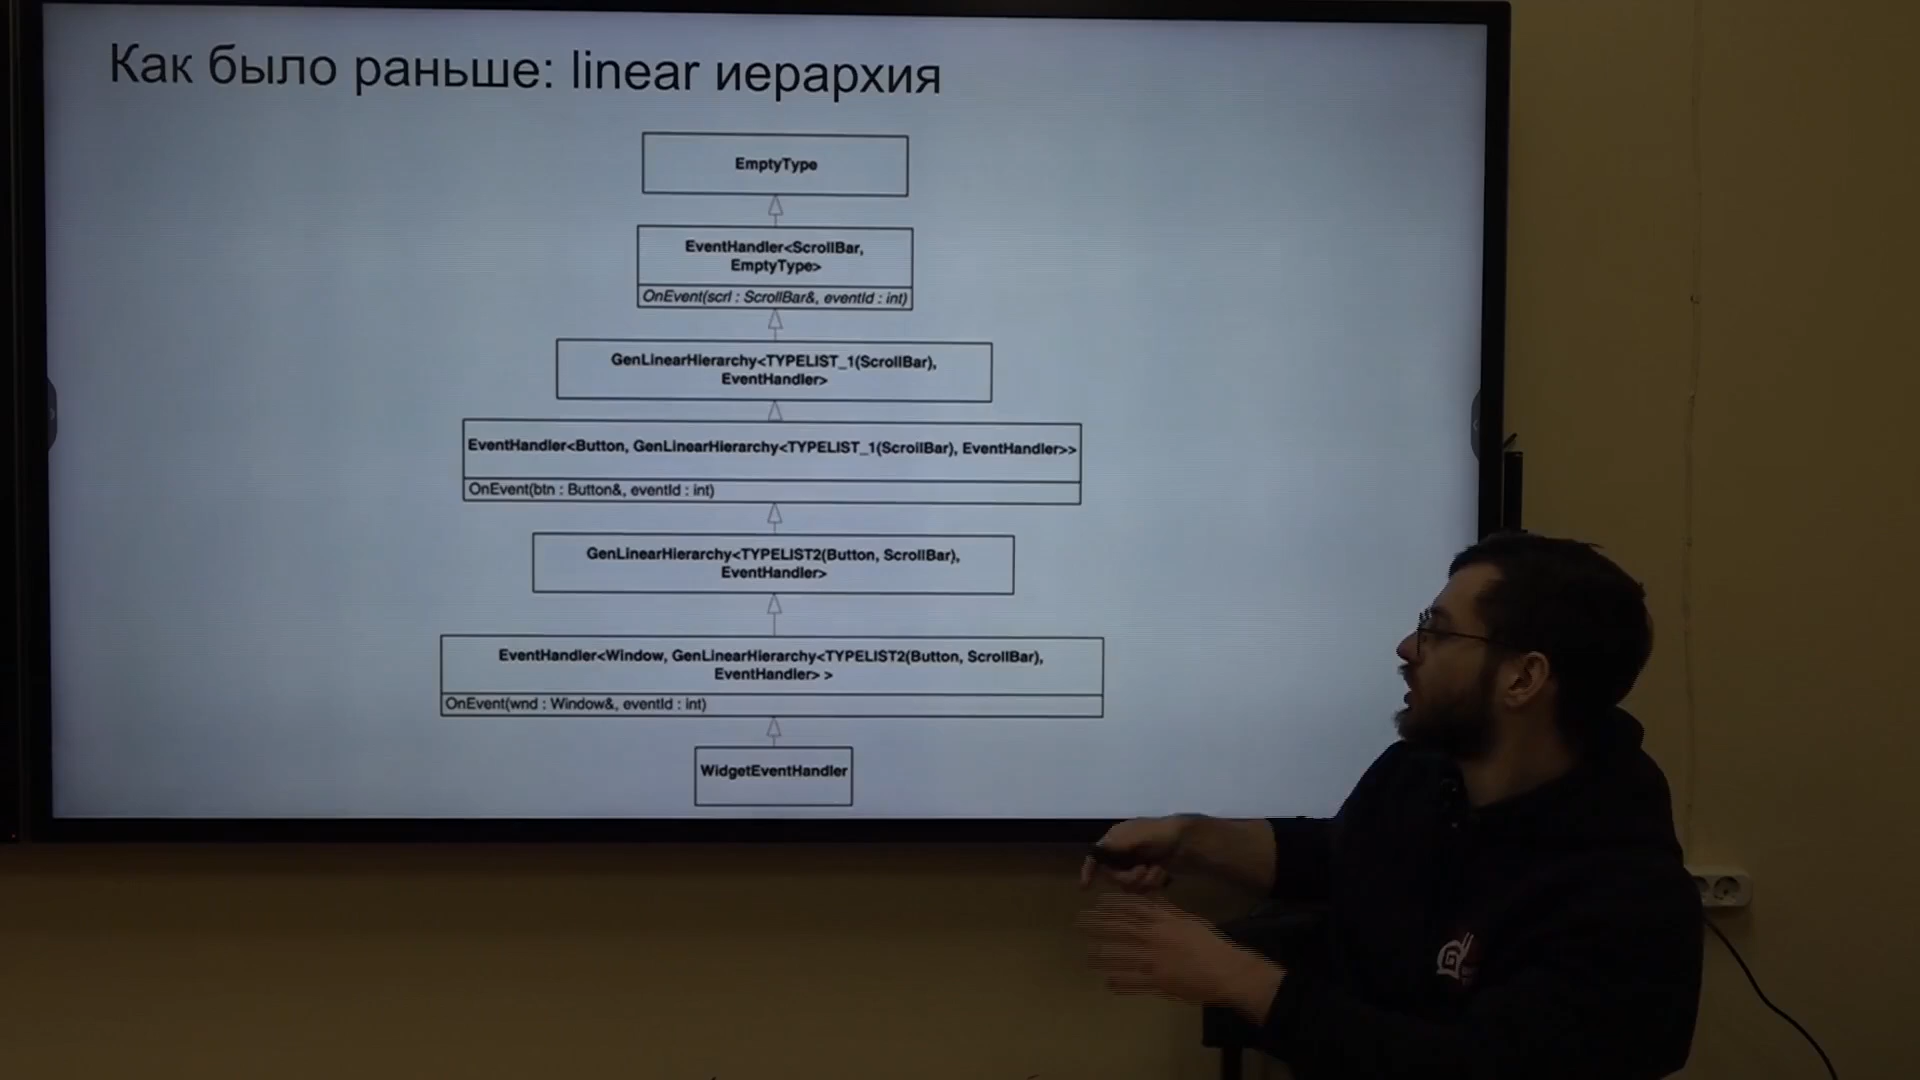 Как было раньше: linear иерархия
EmptyType
EventHandler<ScrollBar,
EmptyType>
OnEvent(scrl : ScrollBar&, eventId : int)
GenLinearHierarchy<TYPELIST_1(ScrollBar),
EventHandler>
EventHandler<Button, GenLinearHierarchy<TYPELIST_1(ScrollBar), EventHandler>>
OnEvent(btn : Button&, eventId : int)
GenLinearHierarchy<TYPELIST2(Button, ScrollBar),
EventHandler>
EventHandler<Window, GenLinearHierarchy<TYPELIST2(Button, ScrollBar),
EventHandler> >
OnEvent(wnd : Window&, eventId : int)
WidgetEventHandler